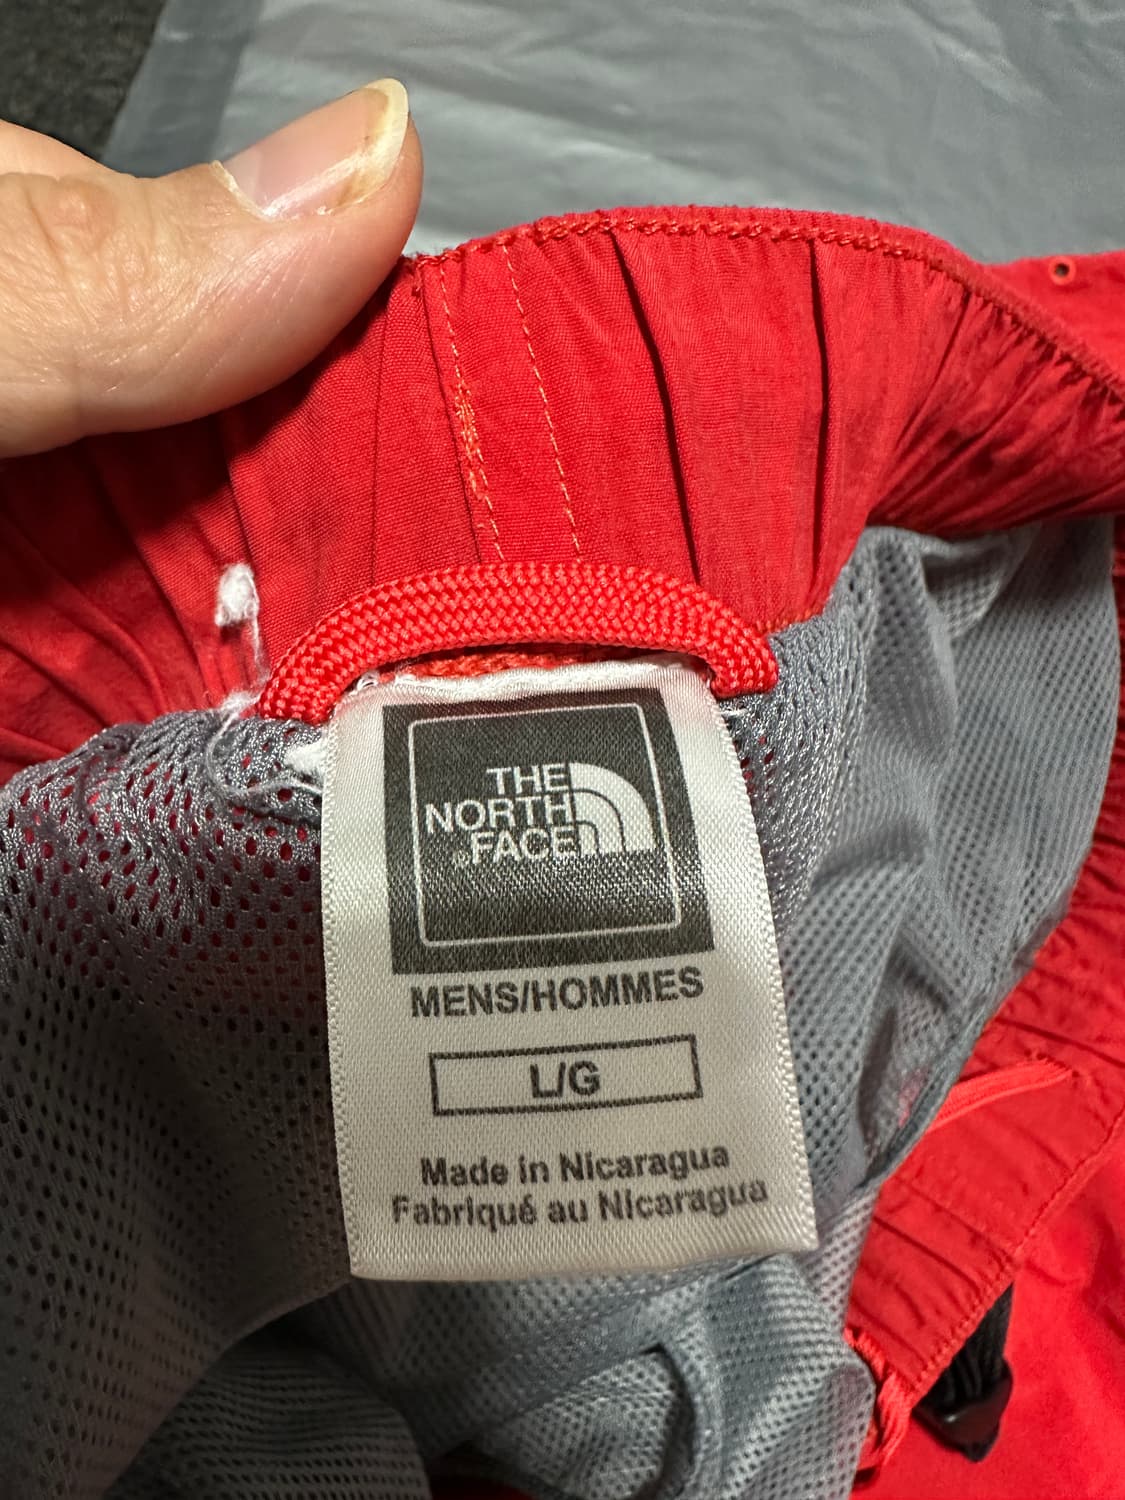 THE
NORTH
®FACE
MENS/HOMMES
L/G
Made in Nicaragua
Fabriqué au Nicaragua